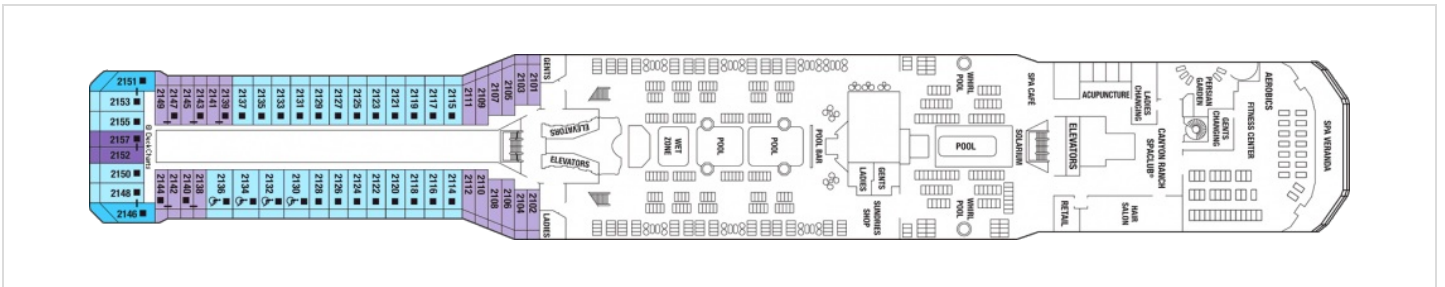 2151
2153
2155
2157
2152
2150
2148
2146
© Deck Charts
2149
2147
2145
2143
2141
2139
2137
2135
2133
2131
2129
2127
2125
2123
2121
2119
2117
2115
2111
2109
2107
2105
2103
2101
2144
2142
2140
2138
2136
2134
2132
2130
2128
2126
2124
2122
2120
2118
2116
2114
2112
2110
2108
2106
2104
2102
GENTS
ELEVATORS
ELEVATORS
LADIES
WET
ZONE
POOL
POOL
POOL BAR
LADIES
GENTS
SUNDRIES
SHOP
WHIRL
POOL
POOL
WHIRL
POOL
SPA CAFÉ
SOLARIUM
ELEVATORS
RETAIL
ACUPUNCTURE
LADIES
CHANGING
CANYON RANCH
SPACLUB®
HAIR
SALON
PERSIAN
GARDEN
GENTS
CHANGING
FITNESS CENTER
AEROBICS
SPA VERANDA